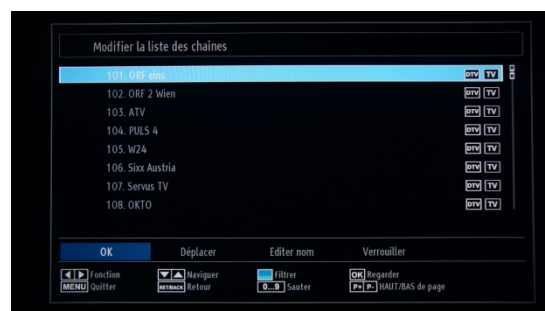 Modifier la liste des chaines
101. ORF eins DTV TV
102. ORF 2 Wien DTV TV
103. ATV DTV TV
104. PULS 4 DTV TV
105. W24 DTV TV
106. Sixx Austria DTV TV
107. Servus TV DTV TV
108. OKTO DTV TV
OK Déplacer Editer nom Verrouiller
Fonction Naviguer Filtrer OK Regarder
MENU Quitter RET/BACK Retour 0...9 Sauter P+ P- HAUT/BAS de page